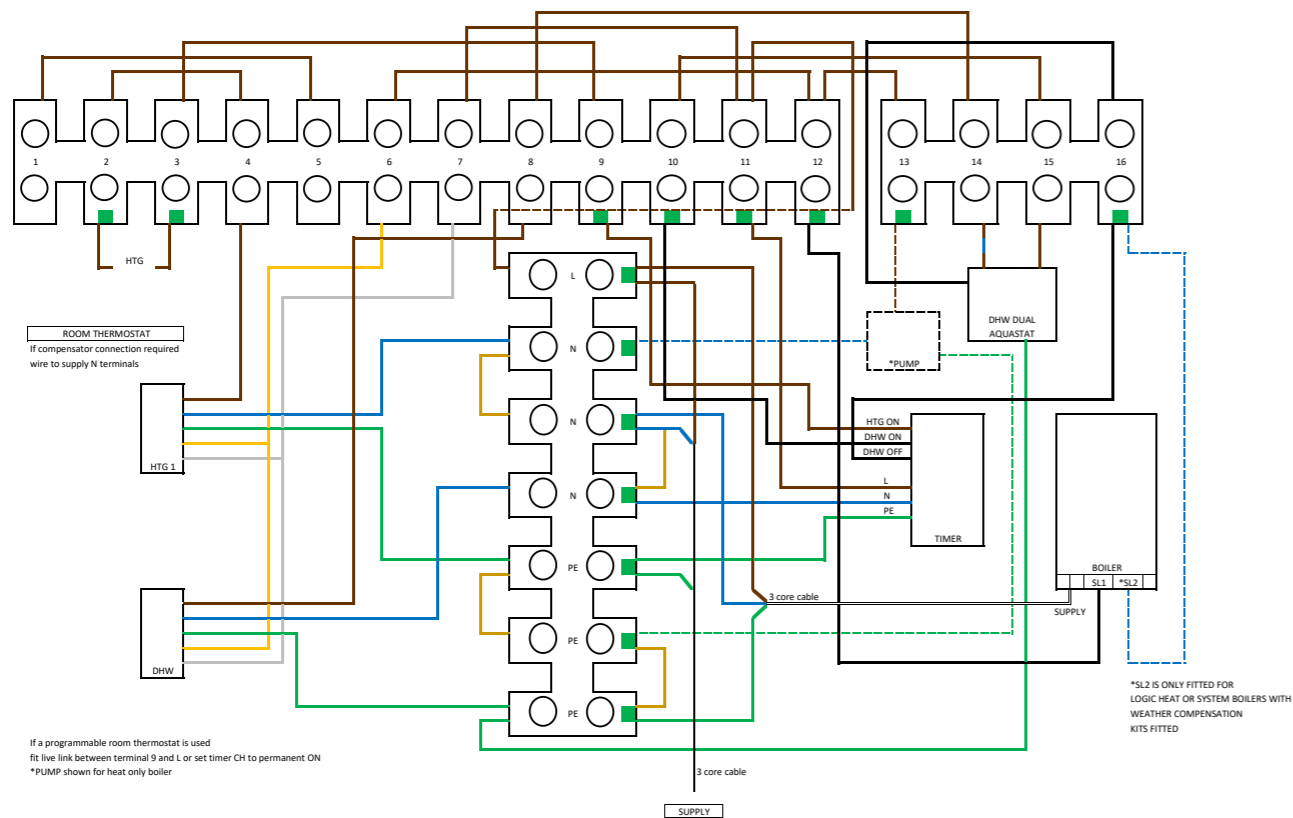 1 2 3 4 5 6 7 8 9 10 11 12 13 14 15 16
HTG
L
ROOM THERMOSTAT
If compensator connection required
wire to supply N terminals
DHW DUAL
AQUASTAT
N
*PUMP
N
HTG ON
DHW ON
DHW OFF
HTG 1
L
N
N
PE
TIMER
PE
BOILER
SL1 *SL2
3 core cable
SUPPLY
PE
DHW
*SL2 IS ONLY FITTED FOR
LOGIC HEAT OR SYSTEM BOILERS WITH
WEATHER COMPENSATION
KITS FITTED
PE
If a programmable room thermostat is used
fit live link between terminal 9 and L or set timer CH to permanent ON
*PUMP shown for heat only boiler
3 core cable
SUPPLY